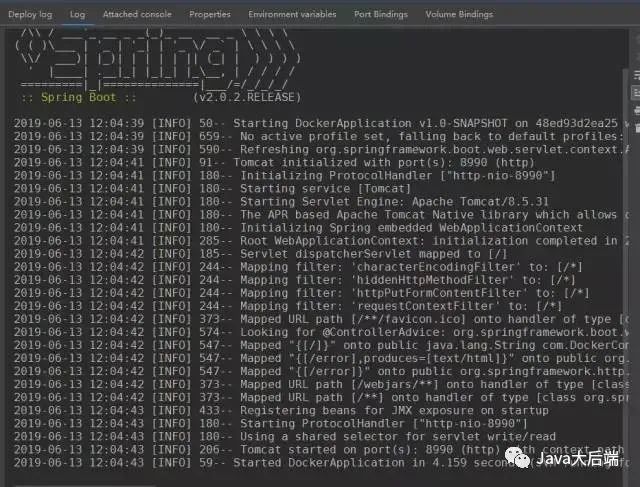 Deploy log Log Attached console Properties Environment variables Port Bindings Volume Bindings
:: Spring Boot :: (v2.0.2.RELEASE)
2019-06-13 12:04:39 [INFO] 50-- Starting DockerApplication v1.0-SNAPSHOT on 48ed93d2ea25 w
2019-06-13 12:04:39 [INFO] 659-- No active profile set, falling back to default profiles:
2019-06-13 12:04:39 [INFO] 590-- Refreshing org.springframework.boot.web.servlet.context.A
2019-06-13 12:04:41 [INFO] 91-- Tomcat initialized with port(s): 8990 (http)
2019-06-13 12:04:41 [INFO] 180-- Initializing ProtocolHandler ["http-nio-8990"]
2019-06-13 12:04:41 [INFO] 180-- Starting service [Tomcat]
2019-06-13 12:04:41 [INFO] 180-- Starting Servlet Engine: Apache Tomcat/8.5.31
2019-06-13 12:04:41 [INFO] 180-- The APR based Apache Tomcat Native library which allows o
2019-06-13 12:04:41 [INFO] 180-- Initializing Spring embedded WebApplicationContext
2019-06-13 12:04:41 [INFO] 285-- Root WebApplicationContext: initialization completed in 2
2019-06-13 12:04:42 [INFO] 185-- Servlet dispatcherServlet mapped to [/]
2019-06-13 12:04:42 [INFO] 244-- Mapping filter: 'characterEncodingFilter' to: [/*]
2019-06-13 12:04:42 [INFO] 244-- Mapping filter: 'hiddenHttpMethodFilter' to: [/*]
2019-06-13 12:04:42 [INFO] 244-- Mapping filter: 'httpPutFormContentFilter' to: [/*]
2019-06-13 12:04:42 [INFO] 244-- Mapping filter: 'requestContextFilter' to: [/*]
2019-06-13 12:04:42 [INFO] 373-- Mapped URL path [/**/favicon.ico] onto handler of type [c
2019-06-13 12:04:42 [INFO] 574-- Looking for @ControllerAdvice: org.springframework.boot.w
2019-06-13 12:04:42 [INFO] 547-- Mapped "{[/]}" onto public java.lang.String com.DockerCon
2019-06-13 12:04:42 [INFO] 547-- Mapped "{[/error],produces=[text/html]}" onto public org.
2019-06-13 12:04:42 [INFO] 547-- Mapped "{[/error]}" onto public org.springframework.http.
2019-06-13 12:04:42 [INFO] 373-- Mapped URL path [/webjars/**] onto handler of type [class
2019-06-13 12:04:42 [INFO] 373-- Mapped URL path [/**] onto handler of type [class org.spr
2019-06-13 12:04:43 [INFO] 433-- Registering beans for JMX exposure on startup
2019-06-13 12:04:43 [INFO] 180-- Starting ProtocolHandler ["http-nio-8990"]
2019-06-13 12:04:43 [INFO] 180-- Using a shared selector for servlet write/read
2019-06-13 12:04:43 [INFO] 206-- Tomcat started on port(s): 8990 (http) with context path
2019-06-13 12:04:43 [INFO] 59-- Started DockerApplication in 4.159 seconds (JVM running fo
Java大后端